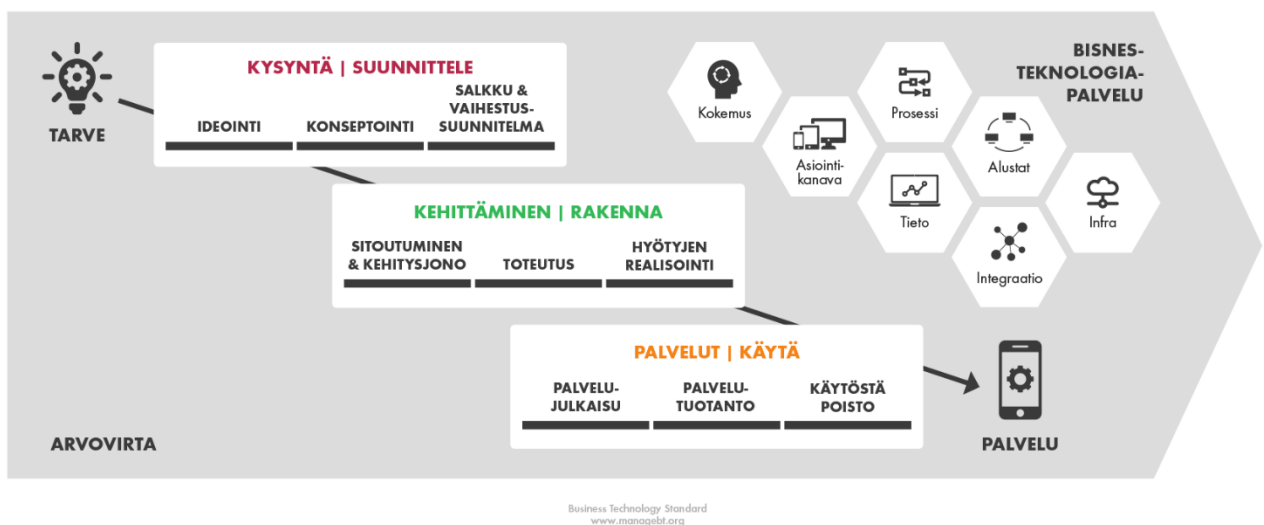 TARVE
KYSYNTÄ | SUUNNITTELE
IDEOINTI
KONSEPTOINTI
SALKKU &
VAIHESTUS-
SUUNNITELMA
KEHITTÄMINEN | RAKENNA
SITOUTUMINEN
& KEHITYSJONO
TOTEUTUS
HYÖTYJEN
REALISOINTI
PALVELUT | KÄYTÄ
PALVELU-
JULKAISU
PALVELU-
TUOTANTO
KÄYTÖSTÄ
POISTO
BISNES-
TEKNOLOGIA-
PALVELU
Kokemus
Asiointi-
kanava
Prosessi
Tieto
Alustat
Integraatio
Infra
PALVELU
ARVOVIRTA
Business Technology Standard
www.managebt.org